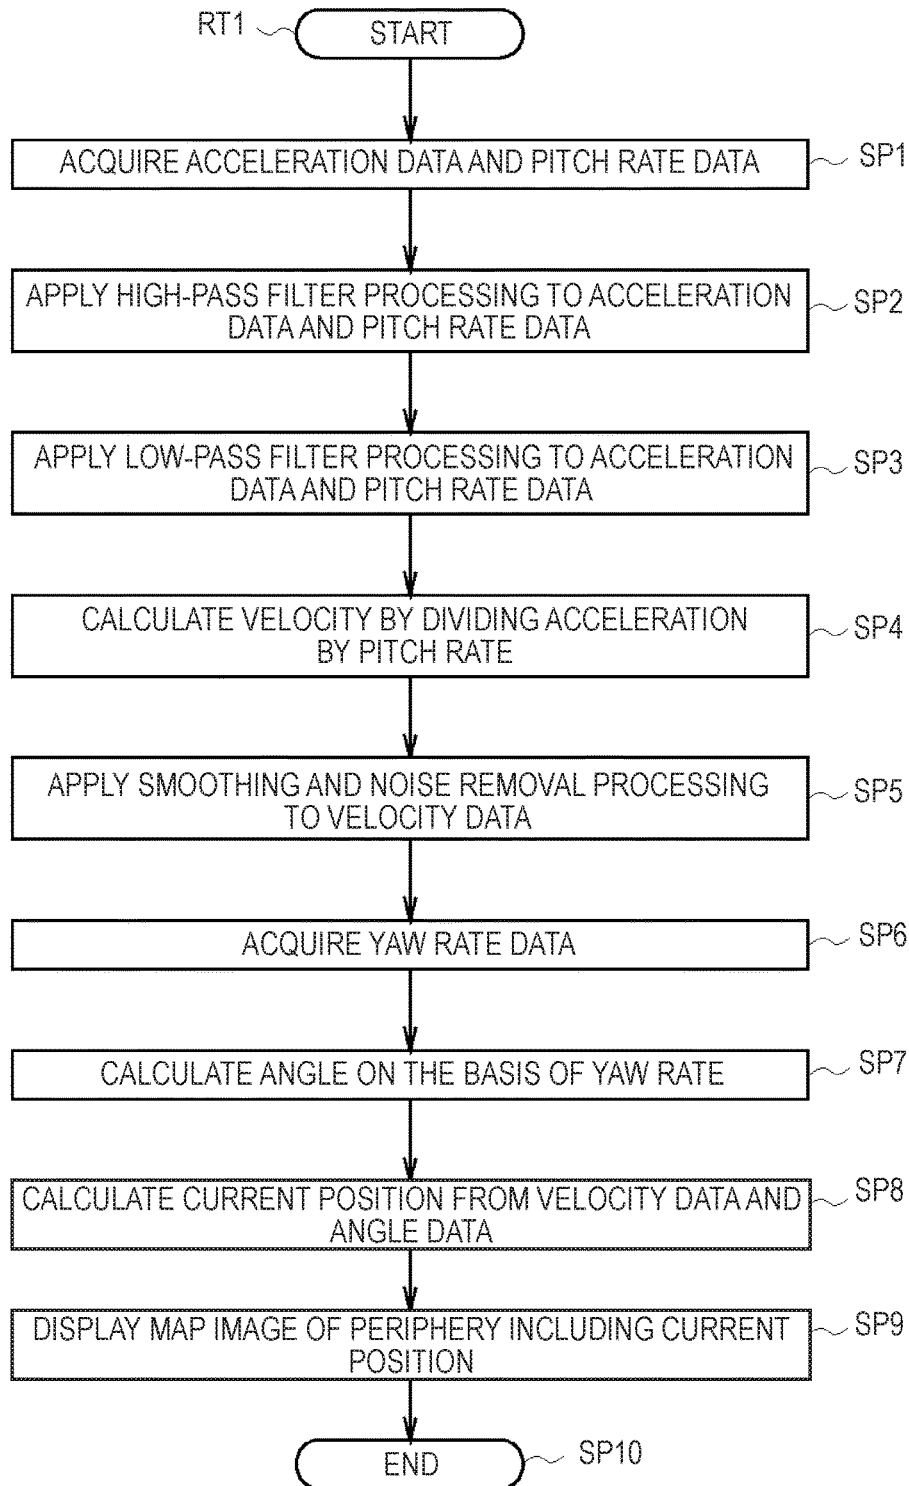 RT1
START
ACQUIRE ACCELERATION DATA AND PITCH RATE DATA
SP1
APPLY HIGH-PASS FILTER PROCESSING TO ACCELERATION
DATA AND PITCH RATE DATA
SP2
APPLY LOW-PASS FILTER PROCESSING TO ACCELERATION
DATA AND PITCH RATE DATA
SP3
CALCULATE VELOCITY BY DIVIDING ACCELERATION
BY PITCH RATE
SP4
APPLY SMOOTHING AND NOISE REMOVAL PROCESSING
TO VELOCITY DATA
SP5
ACQUIRE YAW RATE DATA
SP6
CALCULATE ANGLE ON THE BASIS OF YAW RATE
SP7
CALCULATE CURRENT POSITION FROM VELOCITY DATA AND
ANGLE DATA
SP8
DISPLAY MAP IMAGE OF PERIPHERY INCLUDING CURRENT
POSITION
SP9
END
SP10